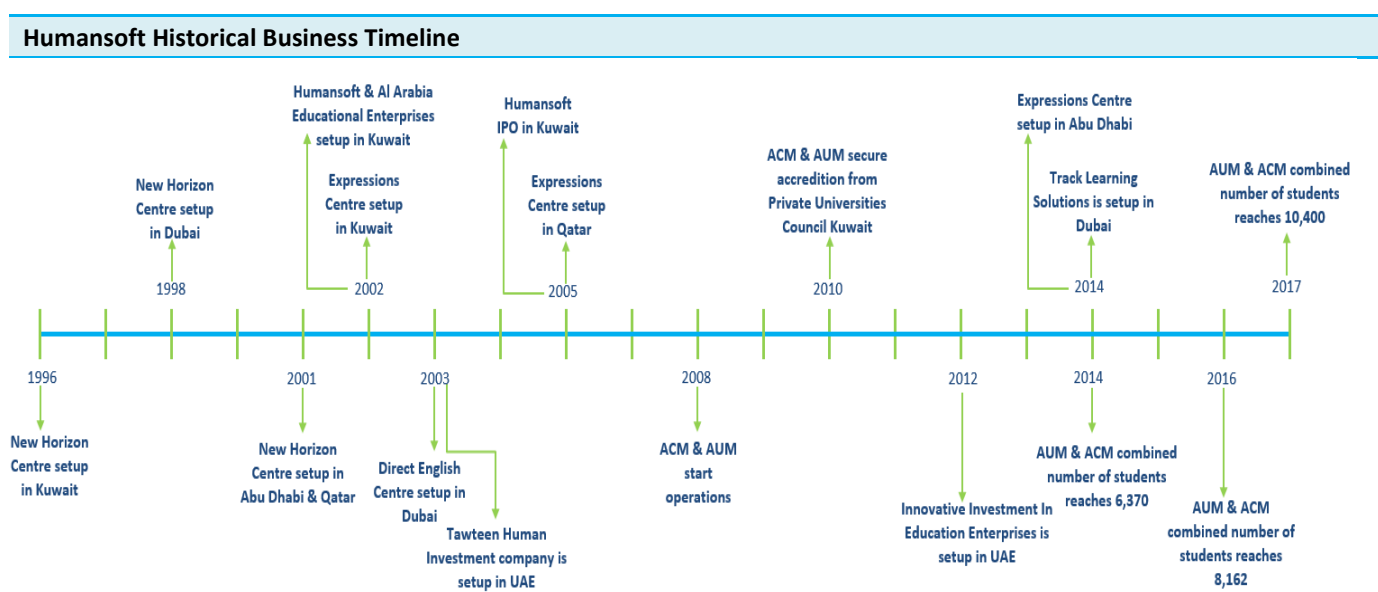 Humansoft Historical Business Timeline
Humansoft & Al Arabia
Educational Enterprises
setup in Kuwait
Humansoft
IPO in Kuwait
Expressions Centre
setup in Abu Dhabi
New Horizon
Centre setup
in Dubai
Expressions
Centre setup
in Kuwait
Expressions
Centre setup
in Qatar
ACM & AUM secure
accredition from
Private Universities
Council Kuwait
Track Learning
Solutions is setup in
Dubai
AUM & ACM combined
number of students
reaches 10,400
1998
2002
2005
2010
2014
2017
1996
2001
2003
2008
2012
2014
2016
New Horizon
Centre setup
in Kuwait
New Horizon
Centre setup in
Abu Dhabi & Qatar
Direct English
Centre setup in
Dubai
Tawteen Human
Investment company is
setup in UAE
ACM & AUM
start
operations
Innovative Investment In
Education Enterprises is
setup in UAE
AUM & ACM combined
number of students
reaches 6,370
AUM & ACM
combined number of
students reaches
8,162